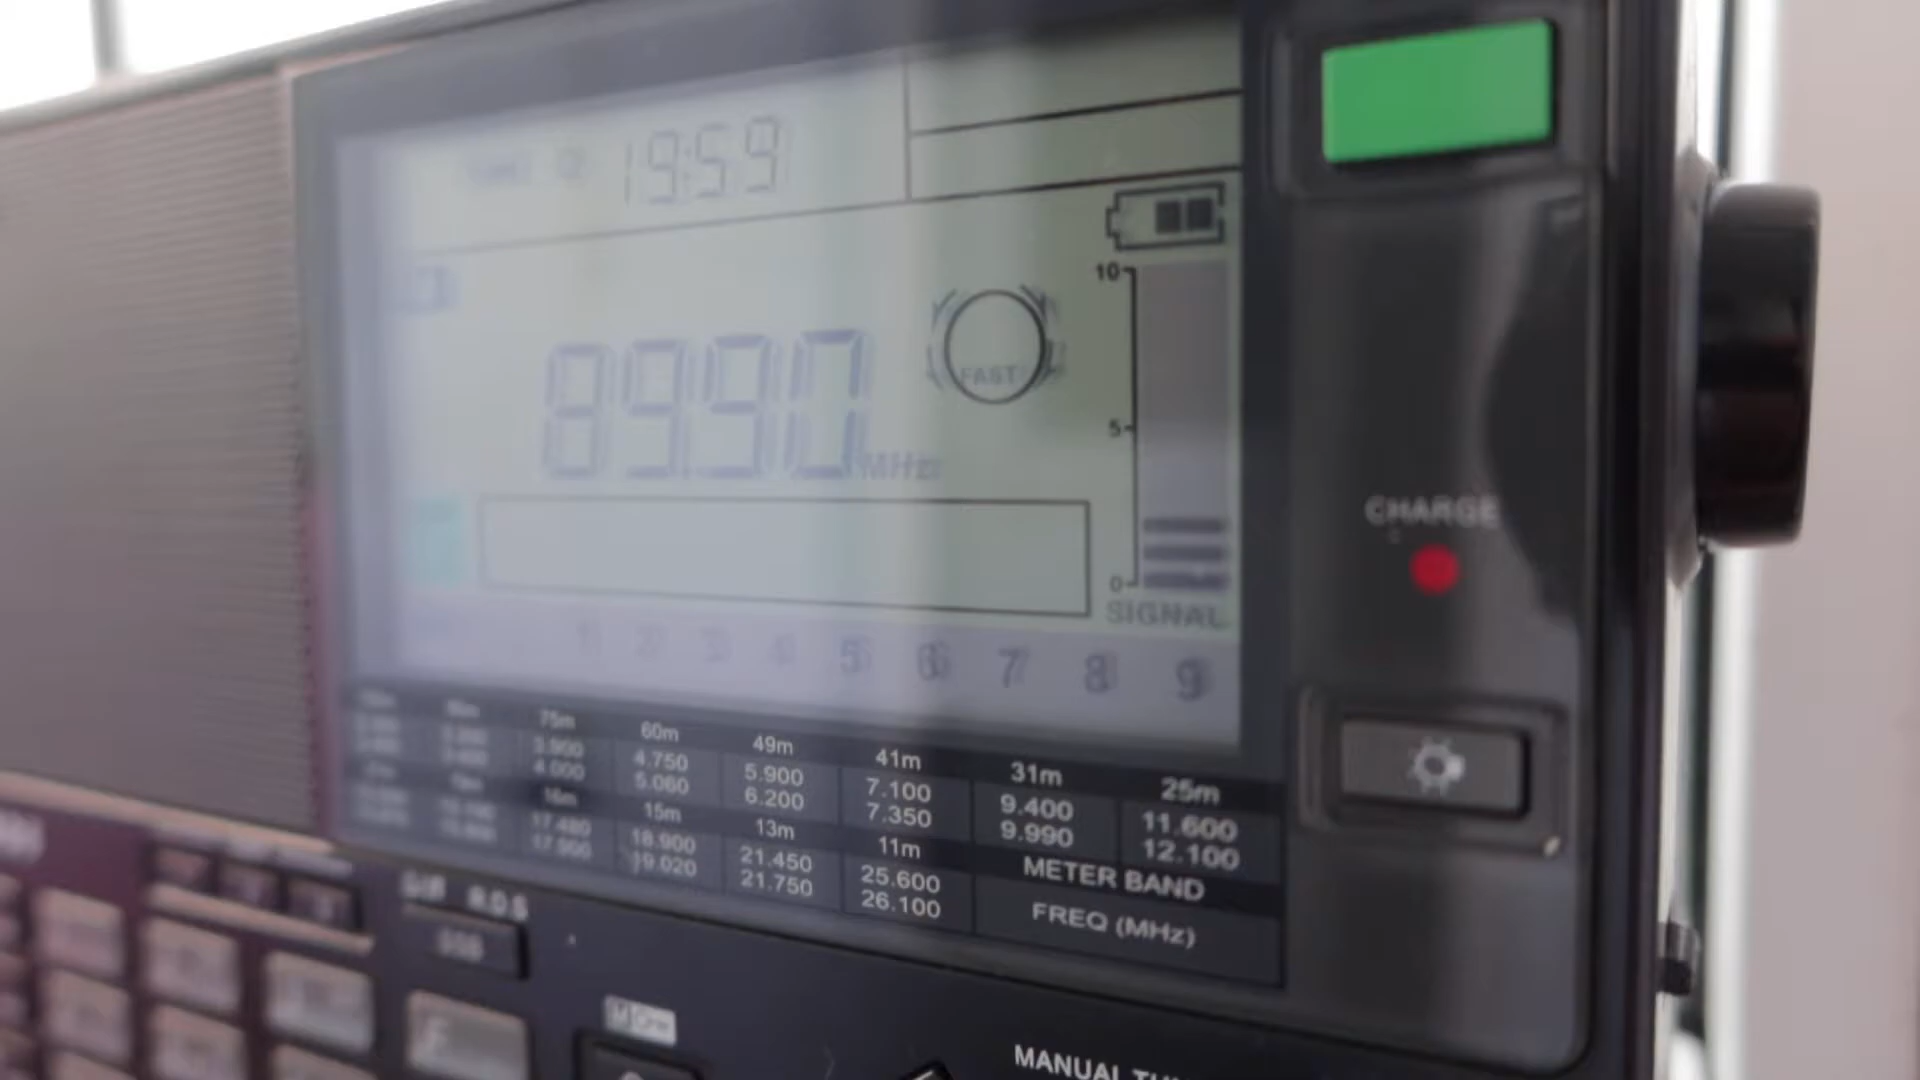 19:59
10
FAST
89.90 MHz
5
0
SIGNAL
1 2 3 4 5 6 7 8 9
CHARGE
75m 60m 49m 41m 31m 25m
3.900 4.750 5.900 7.100 9.400 11.600
4.000 5.060 6.200 7.350 9.990 12.100
16m 15m 13m 11m METER BAND
17.480 18.900 21.450 25.600 FREQ (MHz)
17.900 19.020 21.750 26.100
MANUAL